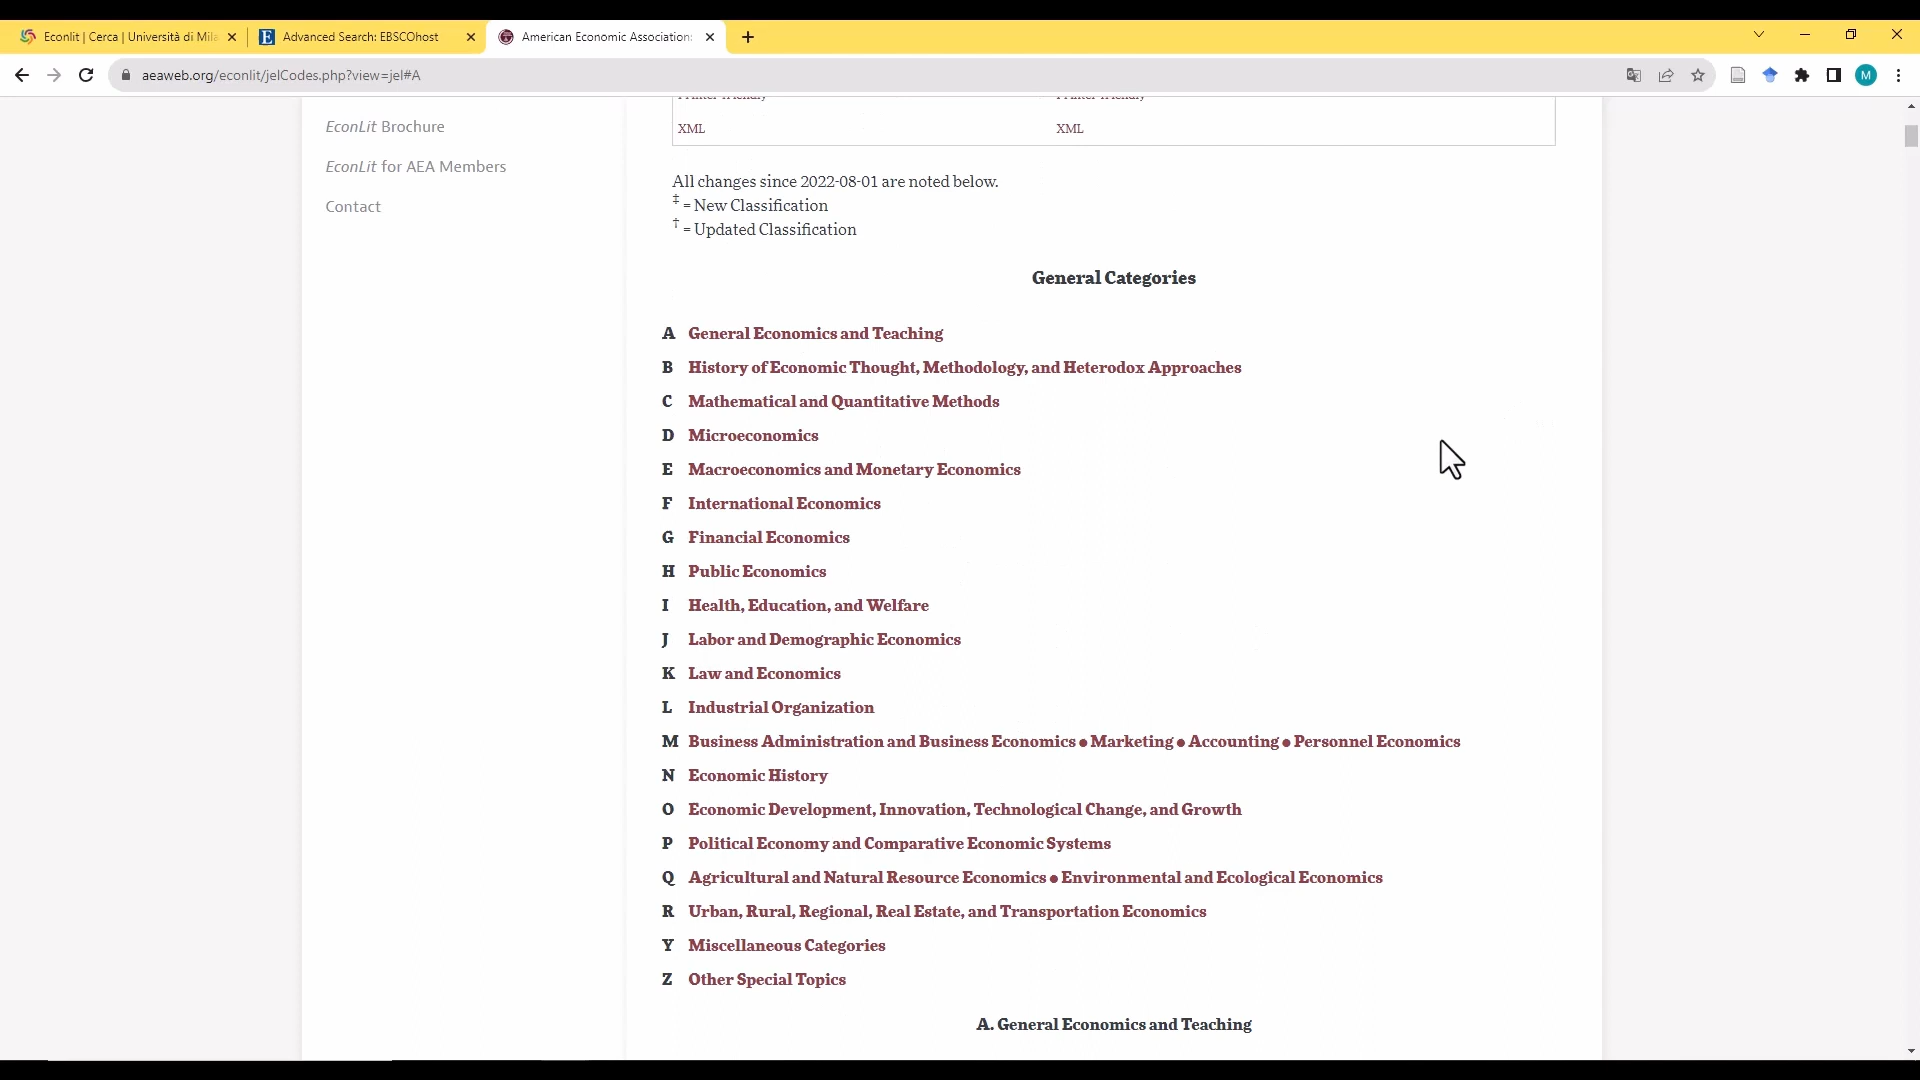 Econlit | Cerca | Università di Mila
Advanced Search: EBSCOhost
American Economic Association:
aeaweb.org/econlit/jelCodes.php?view=jel#A
M
EconLit Brochure
EconLit for AEA Members
Contact
XML XML
All changes since 2022-08-01 are noted below.
‡ = New Classification
† = Updated Classification
General Categories
A General Economics and Teaching
B History of Economic Thought, Methodology, and Heterodox Approaches
C Mathematical and Quantitative Methods
D Microeconomics
E Macroeconomics and Monetary Economics
F International Economics
G Financial Economics
H Public Economics
I Health, Education, and Welfare
J Labor and Demographic Economics
K Law and Economics
L Industrial Organization
M Business Administration and Business Economics • Marketing • Accounting • Personnel Economics
N Economic History
O Economic Development, Innovation, Technological Change, and Growth
P Political Economy and Comparative Economic Systems
Q Agricultural and Natural Resource Economics • Environmental and Ecological Economics
R Urban, Rural, Regional, Real Estate, and Transportation Economics
Y Miscellaneous Categories
Z Other Special Topics
A. General Economics and Teaching